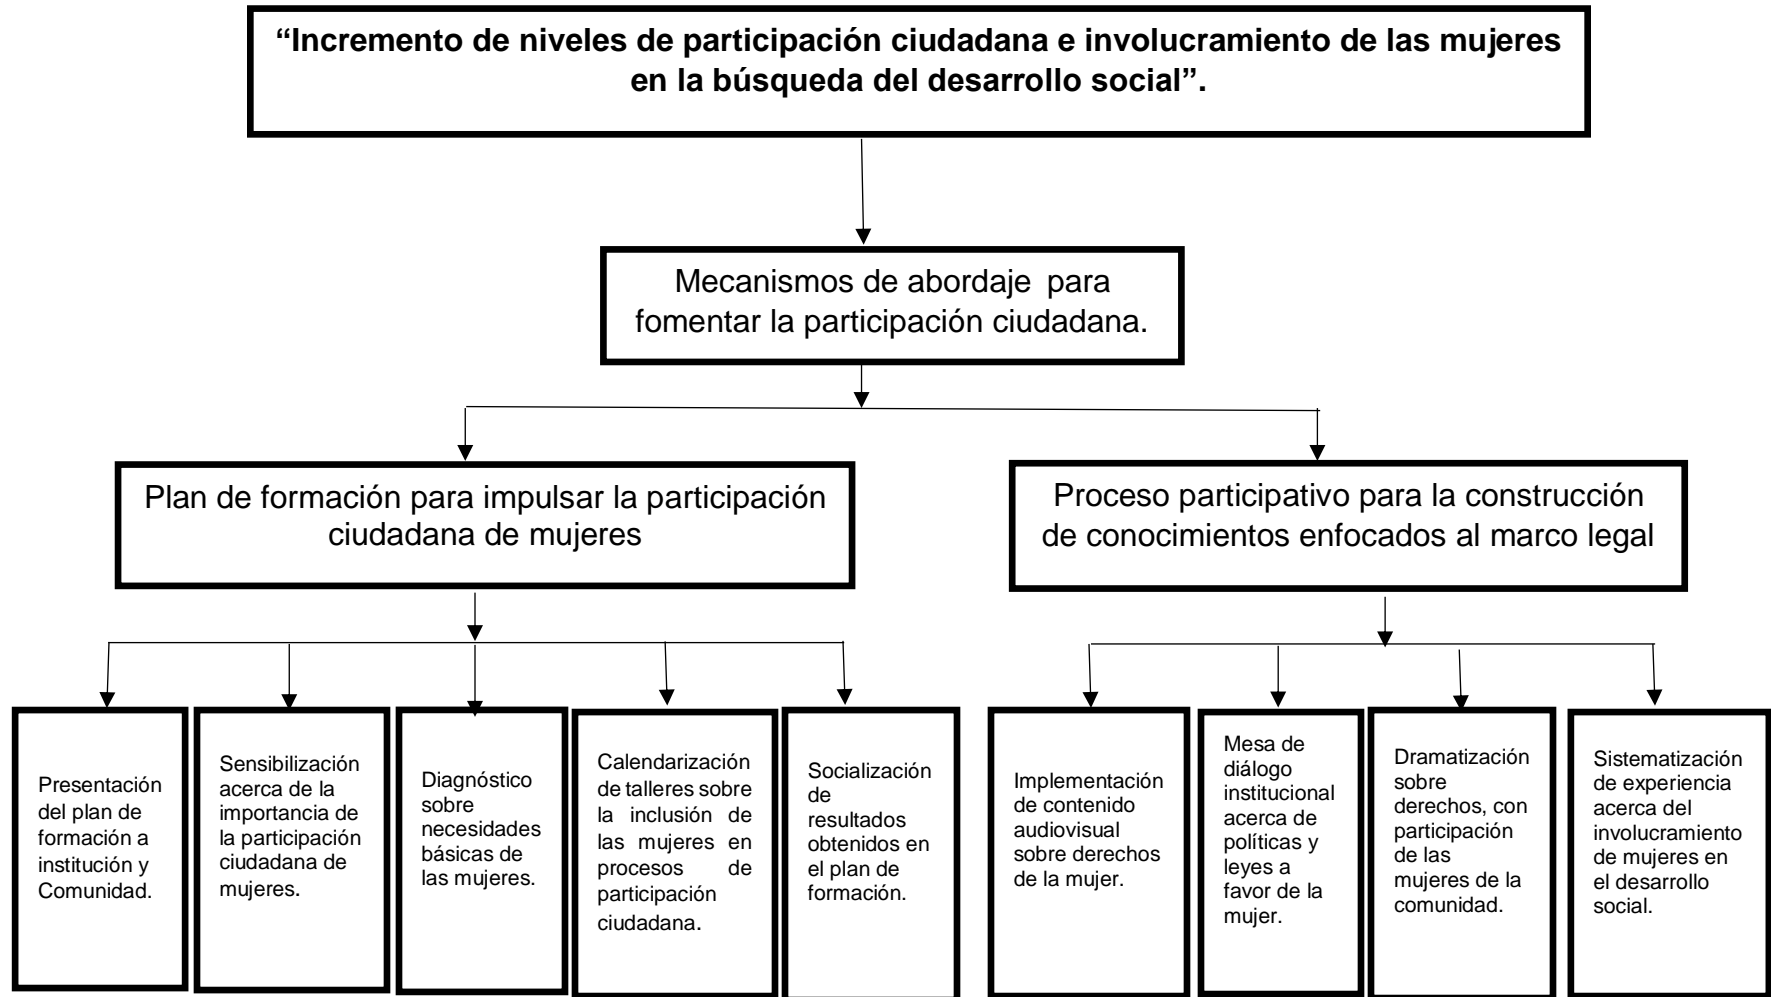 “Incremento de niveles de participación ciudadana e involucramiento de las mujeres
en la búsqueda del desarrollo social”.
Mecanismos de abordaje para
fomentar la participación ciudadana.
Plan de formación para impulsar la participación
ciudadana de mujeres
Proceso participativo para la construcción
de conocimientos enfocados al marco legal
Presentación
del plan de
formación a
institución y
Comunidad.
Sensibilización
acerca de la
importancia de
la participación
ciudadana de
mujeres.
Diagnóstico
sobre
necesidades
básicas de
las mujeres.
Calendarización
de talleres sobre
la inclusión de
las mujeres en
procesos de
participación
ciudadana.
Socialización
de
resultados
obtenidos en
el plan de
formación.
Implementación
de contenido
audiovisual
sobre derechos
de la mujer.
Mesa de
diálogo
institucional
acerca de
políticas y
leyes a
favor de la
mujer.
Dramatización
sobre
derechos, con
participación
de las
mujeres de la
comunidad.
Sistematización
de experiencia
acerca del
involucramiento
de mujeres en
el desarrollo
social.